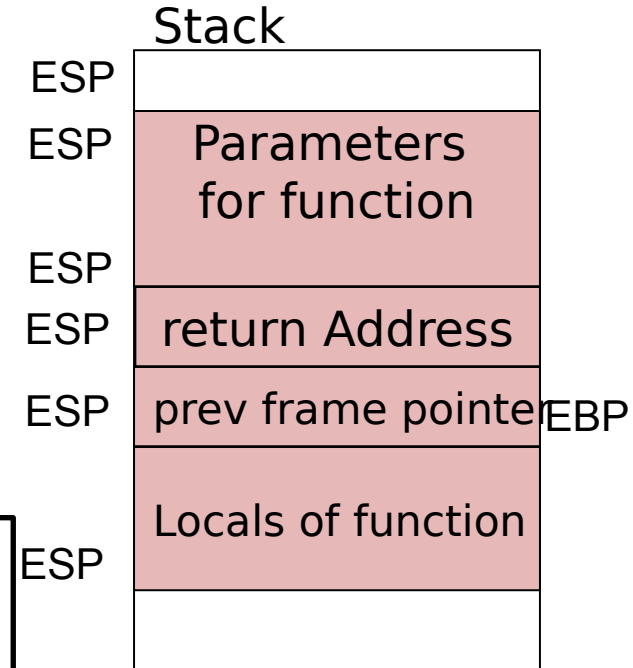 Stack
ESP
ESP
Parameters
for function
ESP
ESP
return Address
ESP
prev frame pointer
EBP
Locals of function
ESP